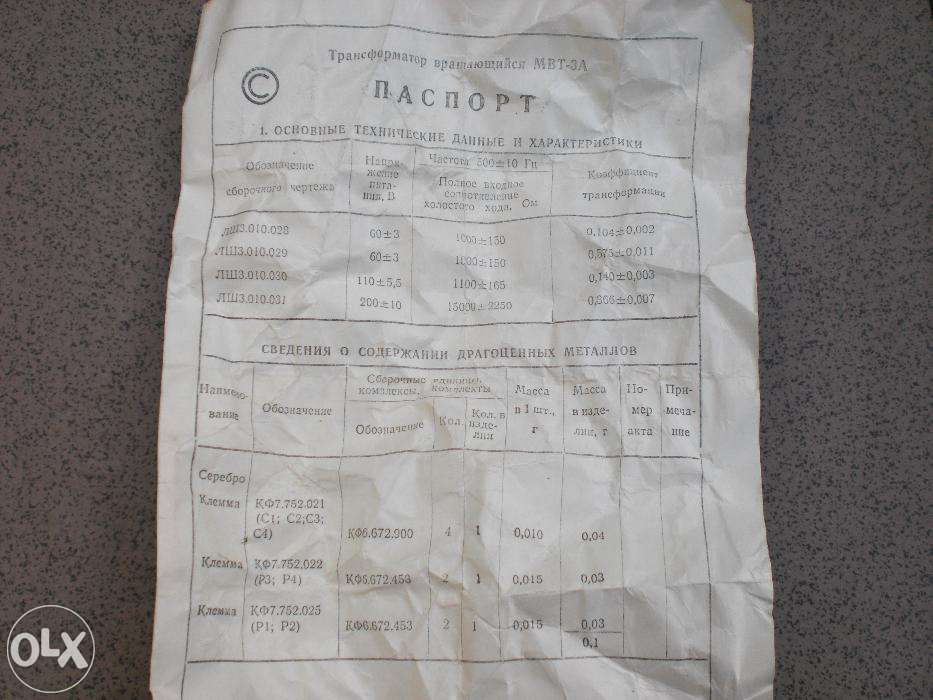 Трансформатор вращающийся МВТ-3А
© ПАСПОРТ
1. ОСНОВНЫЕ ТЕХНИЧЕСКИЕ ДАННЫЕ И ХАРАКТЕРИСТИКИ
Обозначение сборочного чертежа
Напря-
жение
пита-
ния, В
Частота 500±10 Гц
Полное входное
сопротивление
холостого хода, Ом
Коэффициент
трансформации
ЛШ3.010.028 60±3 1000±150 0,104±0,002
ЛШ3.010.029 60±3 1000±150 0,575±0,011
ЛШ3.010.030 110±5,5 1100±165 0,140±0,003
ЛШ3.010.031 200±10 15000±2250 0,366±0,007
СВЕДЕНИЯ О СОДЕРЖАНИИ ДРАГОЦЕННЫХ МЕТАЛЛОВ
Наимено-
вание
Обозначение
Сборочные единицы,
комплексы, комплекты
Обозначение
Кол.
Кол. в
изде-
лии
Масса
в 1 шт.,
г
Масса
в изде-
лии, г
Но-
мер
акта
При-
меча-
ние
Серебро
Клемма КФ7.752.021
(С1; С2;С3;
С4) КФ6.672.900 4 1 0,010 0,04
Клемма КФ7.752.022
(Р3; Р4) КФ6.672.453 2 1 0,015 0,03
Клемма КФ7.752.025
(Р1; Р2) КФ6.672.453 2 1 0,015 0,03
0,1
OLX